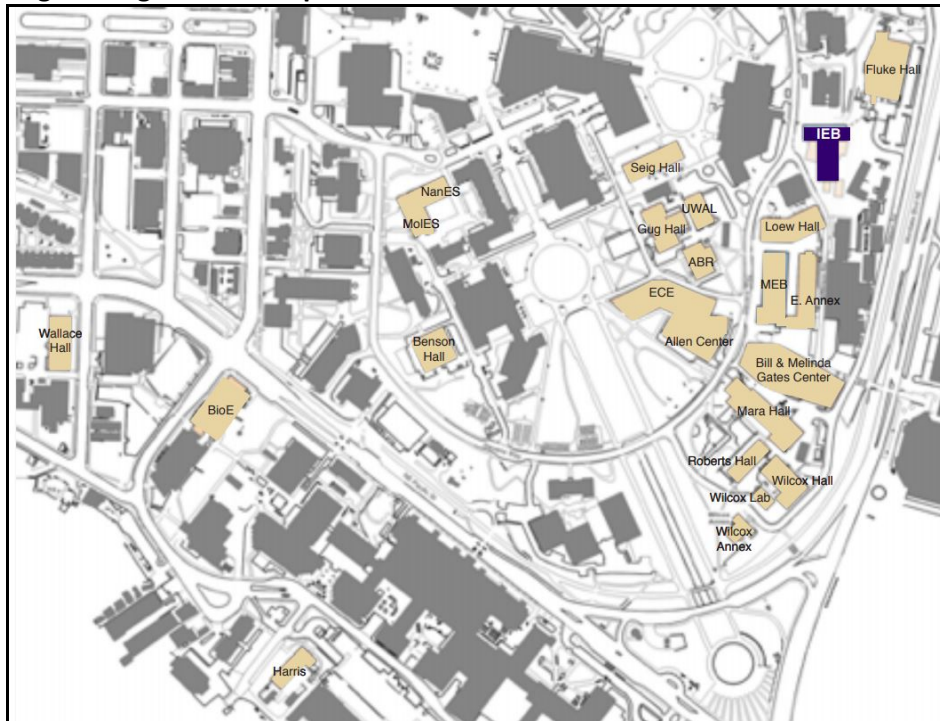 Fluke Hall
IEB
Seig Hall
NanES
UWAL
MolES
Gug Hall
Loew Hall
ABR
MEB
ECE
E. Annex
Wallace
Hall
Benson
Hall
Allen Center
Bill & Melinda
Gates Center
BioE
Mara Hall
Roberts Hall
Wilcox Hall
Wilcox Lab
Wilcox
Annex
Harris